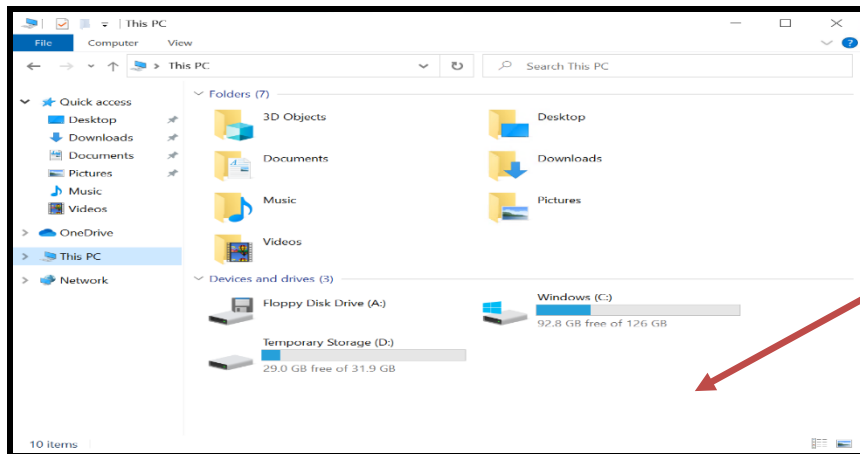 This PC
File Computer View
This PC Search This PC
Quick access
Desktop
Downloads
Documents
Pictures
Music
Videos
OneDrive
This PC
Network
Folders (7)
3D Objects Desktop
Documents Downloads
Music Pictures
Videos
Devices and drives (3)
Floppy Disk Drive (A:)
Windows (C:)
92.8 GB free of 126 GB
Temporary Storage (D:)
29.0 GB free of 31.9 GB
10 items